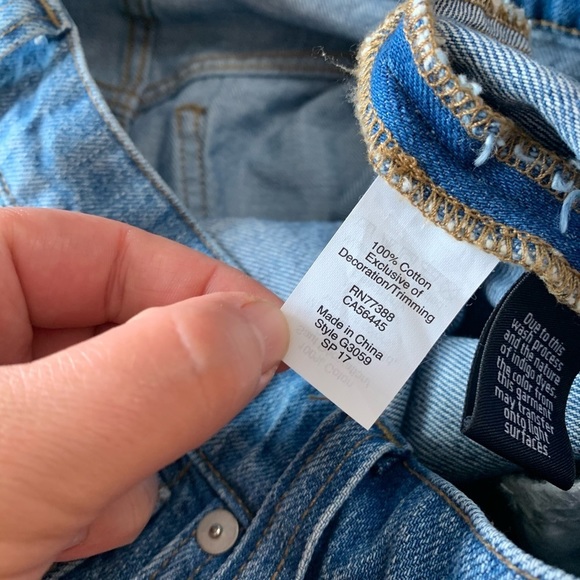 100% Cotton
Exclusive of
Decoration/Trimming
RN77388
CA56445
Made in China
Style G3059
SP 17
Due to this
wash process
and the nature
of indigo dyes,
the color from
this garment
may transfer
onto light
surfaces.